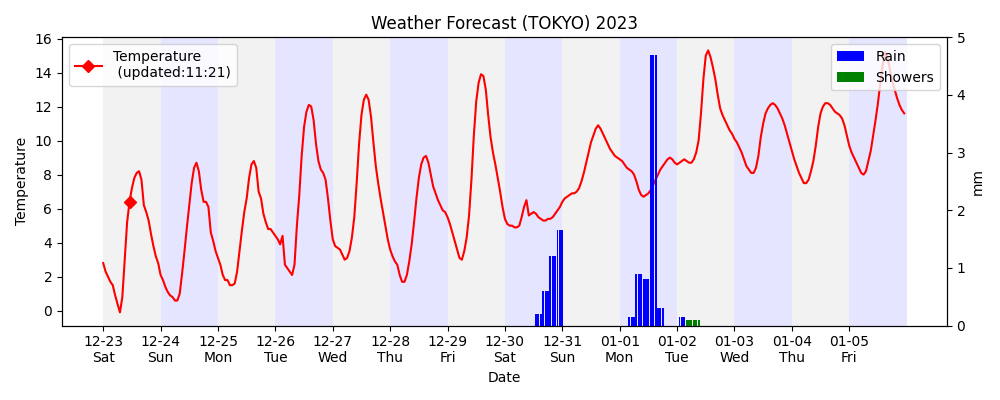 Weather Forecast (TOKYO) 2023
Temperature
(updated:11:21)
Rain
Showers
Temperature
16
14
12
10
8
6
4
2
0
5
4
3
2
1
0
mm
12-23 12-24 12-25 12-26 12-27 12-28 12-29 12-30 12-31 01-01 01-02 01-03 01-04 01-05
Sat Sun Mon Tue Wed Thu Fri Sat Sun Mon Tue Wed Thu Fri
Date